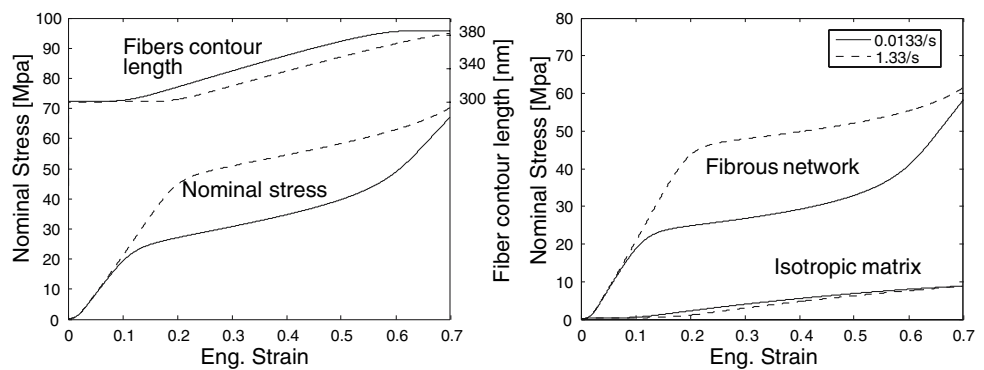 100
90
80
70
60
50
40
30
20
10
0
Nominal Stress [Mpa]
Fibers contour
length
Nominal stress
380
340
300
Fiber contour length [nm]
0 0.1 0.2 0.3 0.4 0.5 0.6 0.7
Eng. Strain
80
70
60
50
40
30
20
10
0
Nominal Stress [Mpa]
0.0133/s
1.33/s
Fibrous network
Isotropic matrix
0 0.1 0.2 0.3 0.4 0.5 0.6 0.7
Eng. Strain